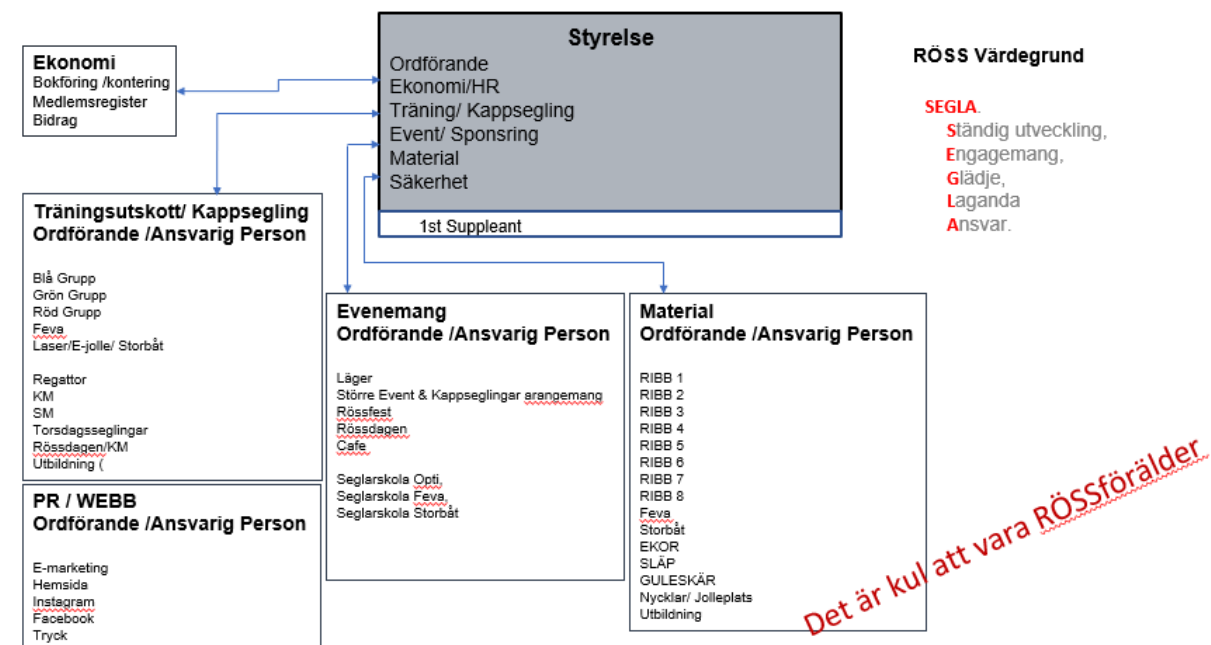 Styrelse
Ordförande
Ekonomi/HR
Träning/ Kappsegling
Event/ Sponsring
Material
Säkerhet
1st Suppleant
Ekonomi
Bokföring /kontering
Medlemsregister
Bidrag
RÖSS Värdegrund
SEGLA.
Ständig utveckling,
Engagemang,
Glädje,
Laganda
Ansvar.
Träningsutskott/ Kappsegling
Ordförande /Ansvarig Person
Blå Grupp
Grön Grupp
Röd Grupp
Feva
Laser/E-jolle/ Storbåt
Regattor
KM
SM
Torsdagsseglingar
Rössdagen/KM
Utbildning (
Evenemang
Ordförande /Ansvarig Person
Läger
Större Event & Kappseglingar arangemang
Rössfest
Rössdagen
Cafe
Seglarskola Opti,
Seglarskola Feva,
Seglarskola Storbåt
Material
Ordförande /Ansvarig Person
RIBB 1
RIBB 2
RIBB 3
RIBB 4
RIBB 5
RIBB 6
RIBB 7
RIBB 8
Feva
Storbåt
EKOR
SLÄP
GULESKÄR
Nycklar/ Jolleplats
Utbildning
PR / WEBB
Ordförande /Ansvarig Person
E-marketing
Hemsida
Instagram
Facebook
Tryck
Det är kul att vara RÖSSförälder